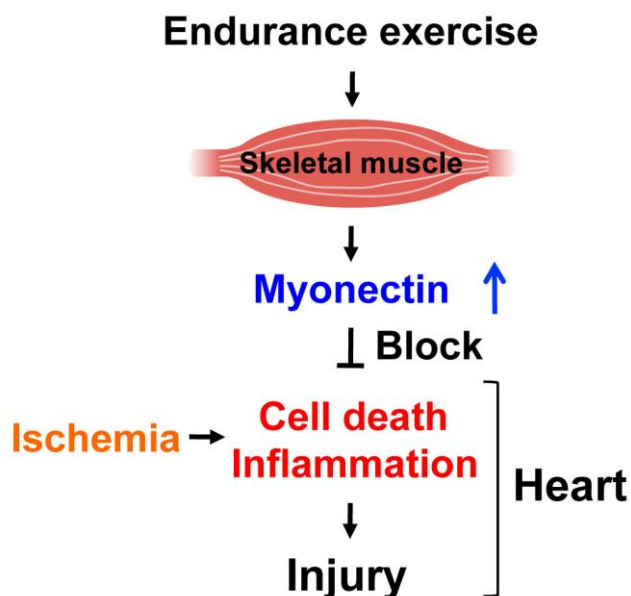 Endurance exercise
Skeletal muscle
Myonectin ↑
Block
Cell death
Ischemia
Inflammation
Heart
Injury